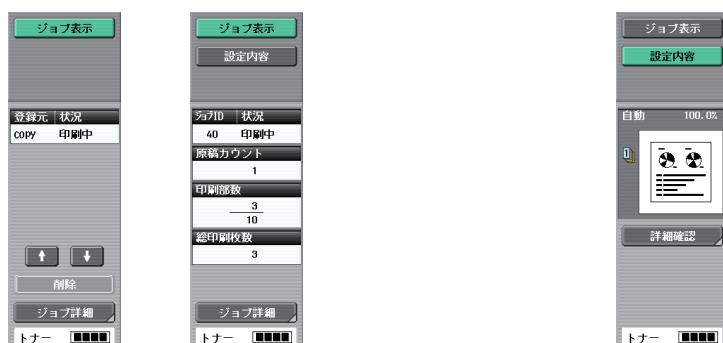 ジョブ表示
登録元 状況
copy 印刷中
削除
ジョブ詳細
トナー
ジョブ表示
設定内容
ｼﾞｮﾌﾞID 状況
40 印刷中
原稿カウント
1
印刷部数
3
10
総印刷枚数
3
ジョブ詳細
トナー
ジョブ表示
設定内容
自動 100.0%
1
詳細確認
トナー